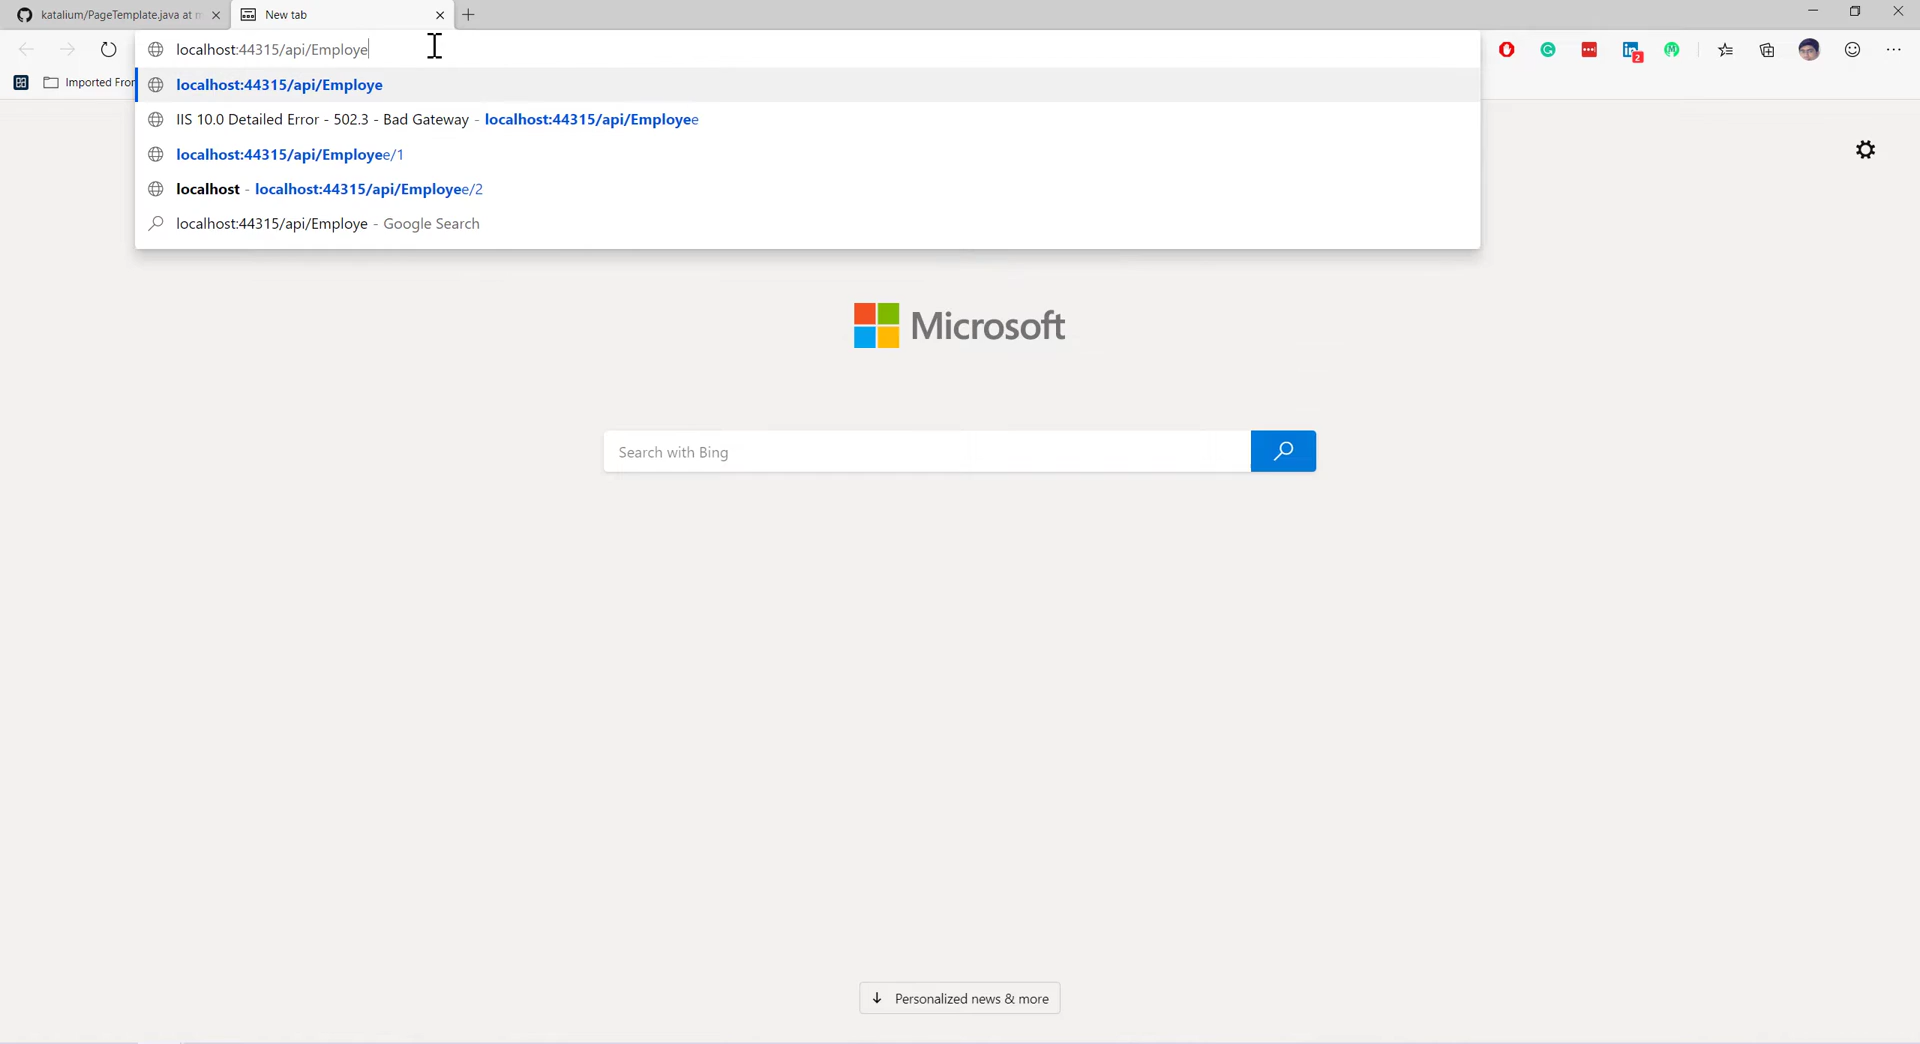 katalium/PageTemplate.java at m
New tab
localhost:44315/api/Employe
2
Imported Fror
localhost:44315/api/Employe
IIS 10.0 Detailed Error - 502.3 - Bad Gateway - localhost:44315/api/Employee
localhost:44315/api/Employee/1
localhost - localhost:44315/api/Employee/2
localhost:44315/api/Employe - Google Search
Microsoft
Search with Bing
Personalized news & more